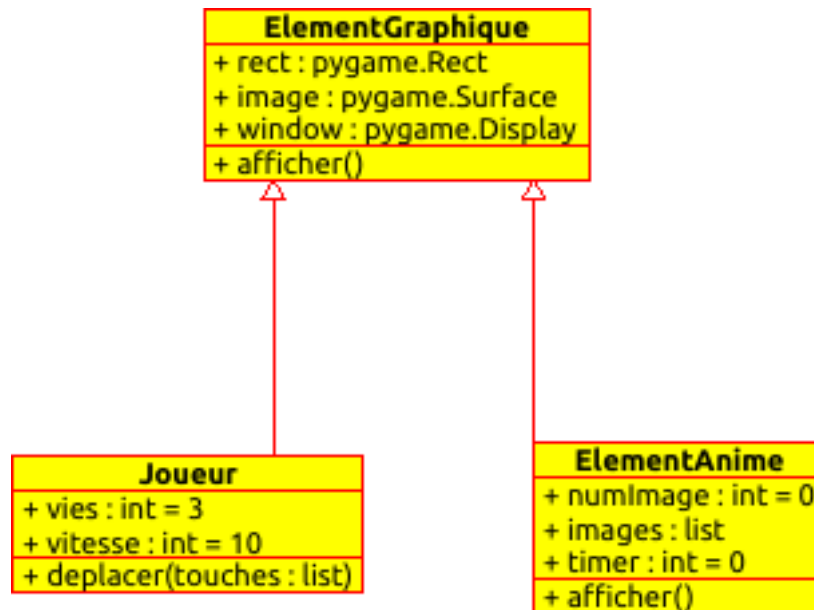 ElementGraphique
+ rect : pygame.Rect
+ image : pygame.Surface
+ window : pygame.Display
+ afficher()
Joueur
+ vies : int = 3
+ vitesse : int = 10
+ deplacer(touches : list)
ElementAnime
+ numImage : int = 0
+ images : list
+ timer : int = 0
+ afficher()